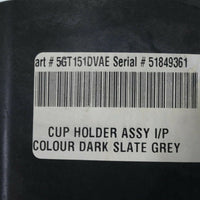 art # 5GT151DVAE Serial # 51849361
CUP HOLDER ASSY I/P
COLOUR DARK SLATE GREY